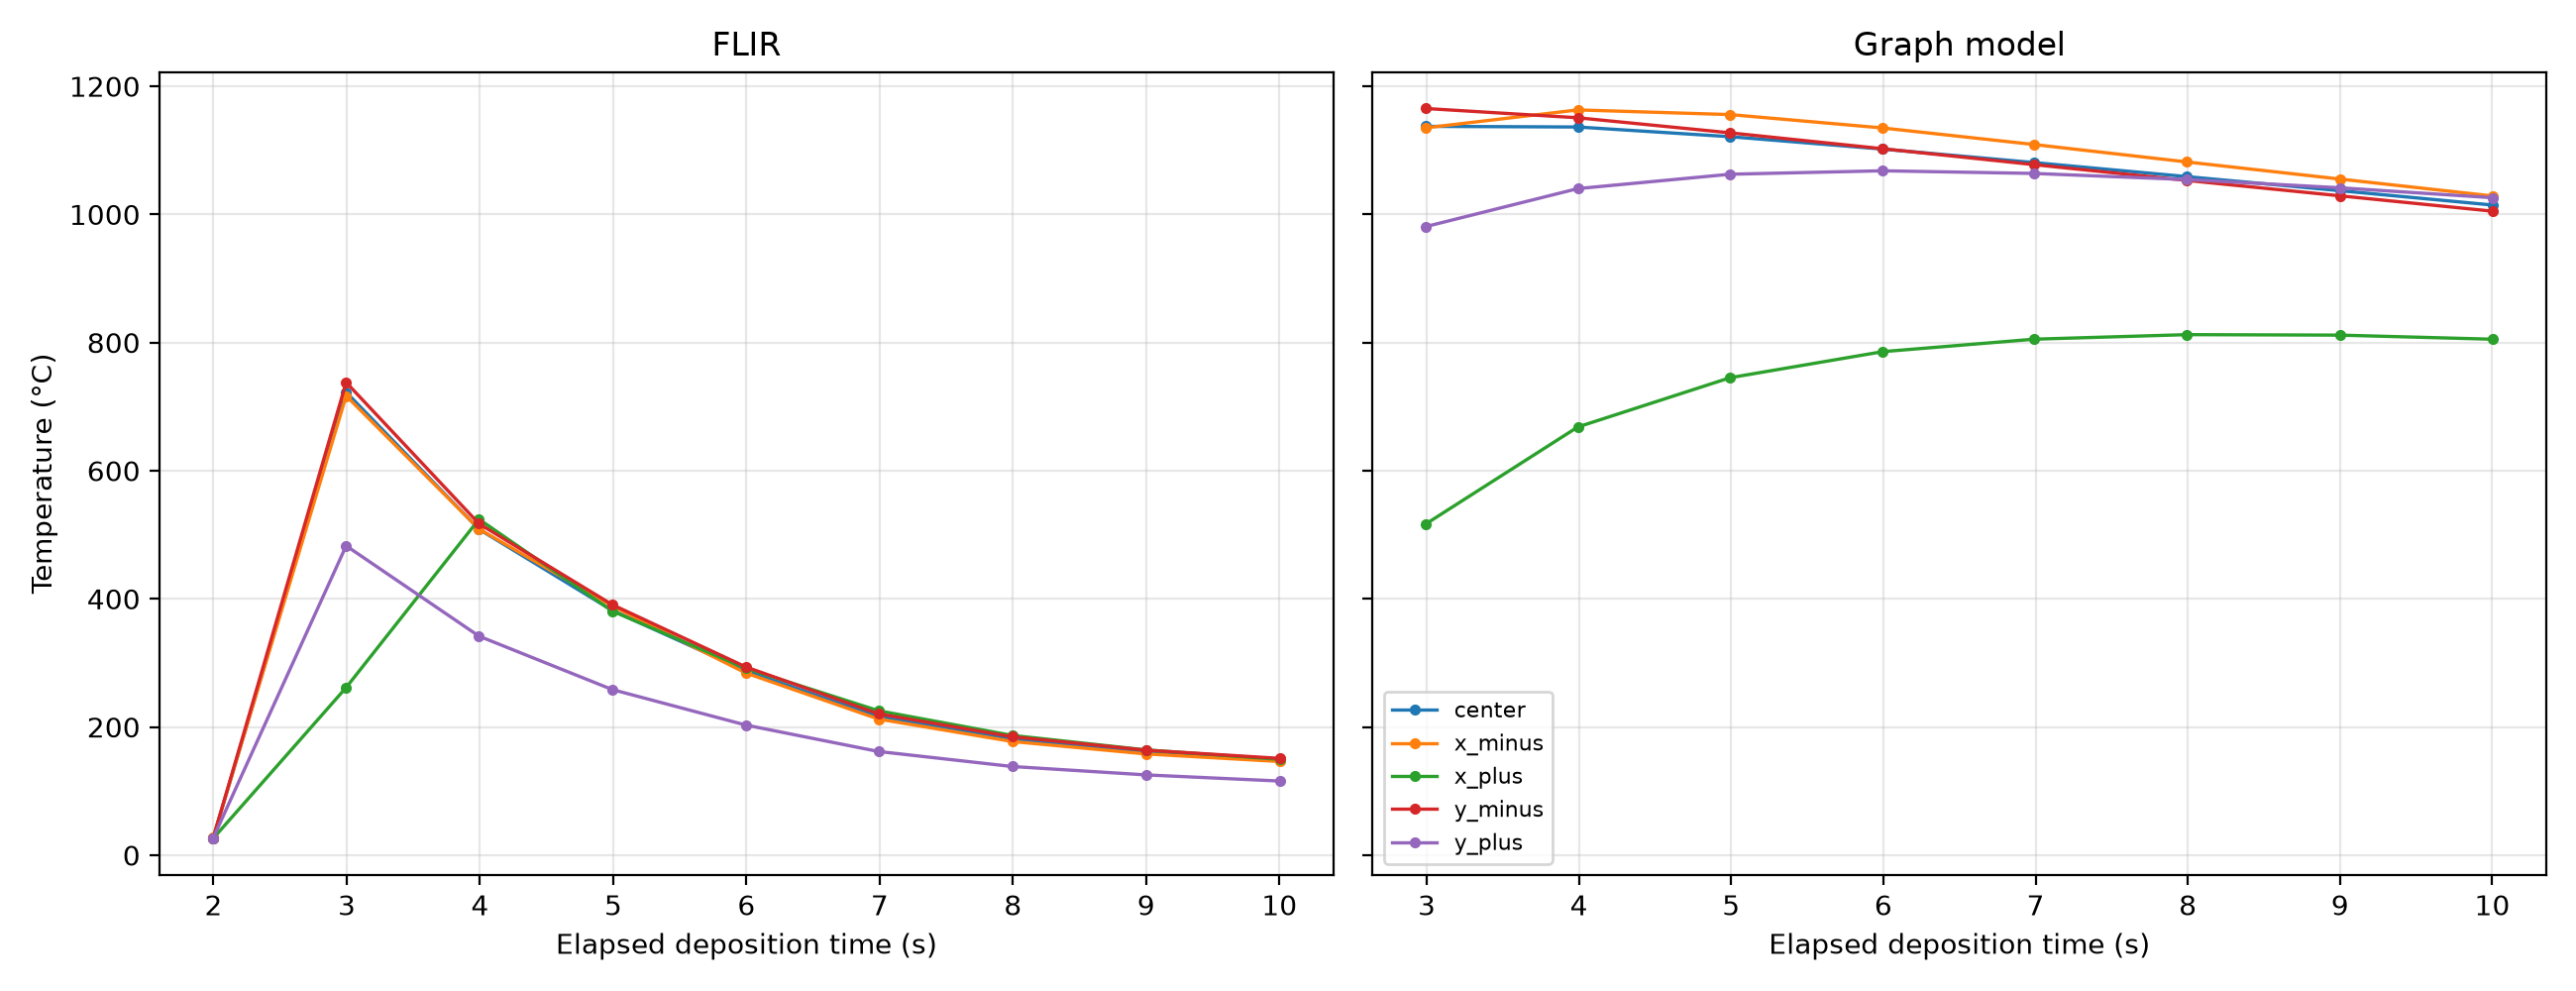 FLIR
Graph model
Temperature (°C)
1200
1000
800
600
400
200
0
2 3 4 5 6 7 8 9 10
Elapsed deposition time (s)
center
x_minus
x_plus
y_minus
y_plus
3 4 5 6 7 8 9 10
Elapsed deposition time (s)